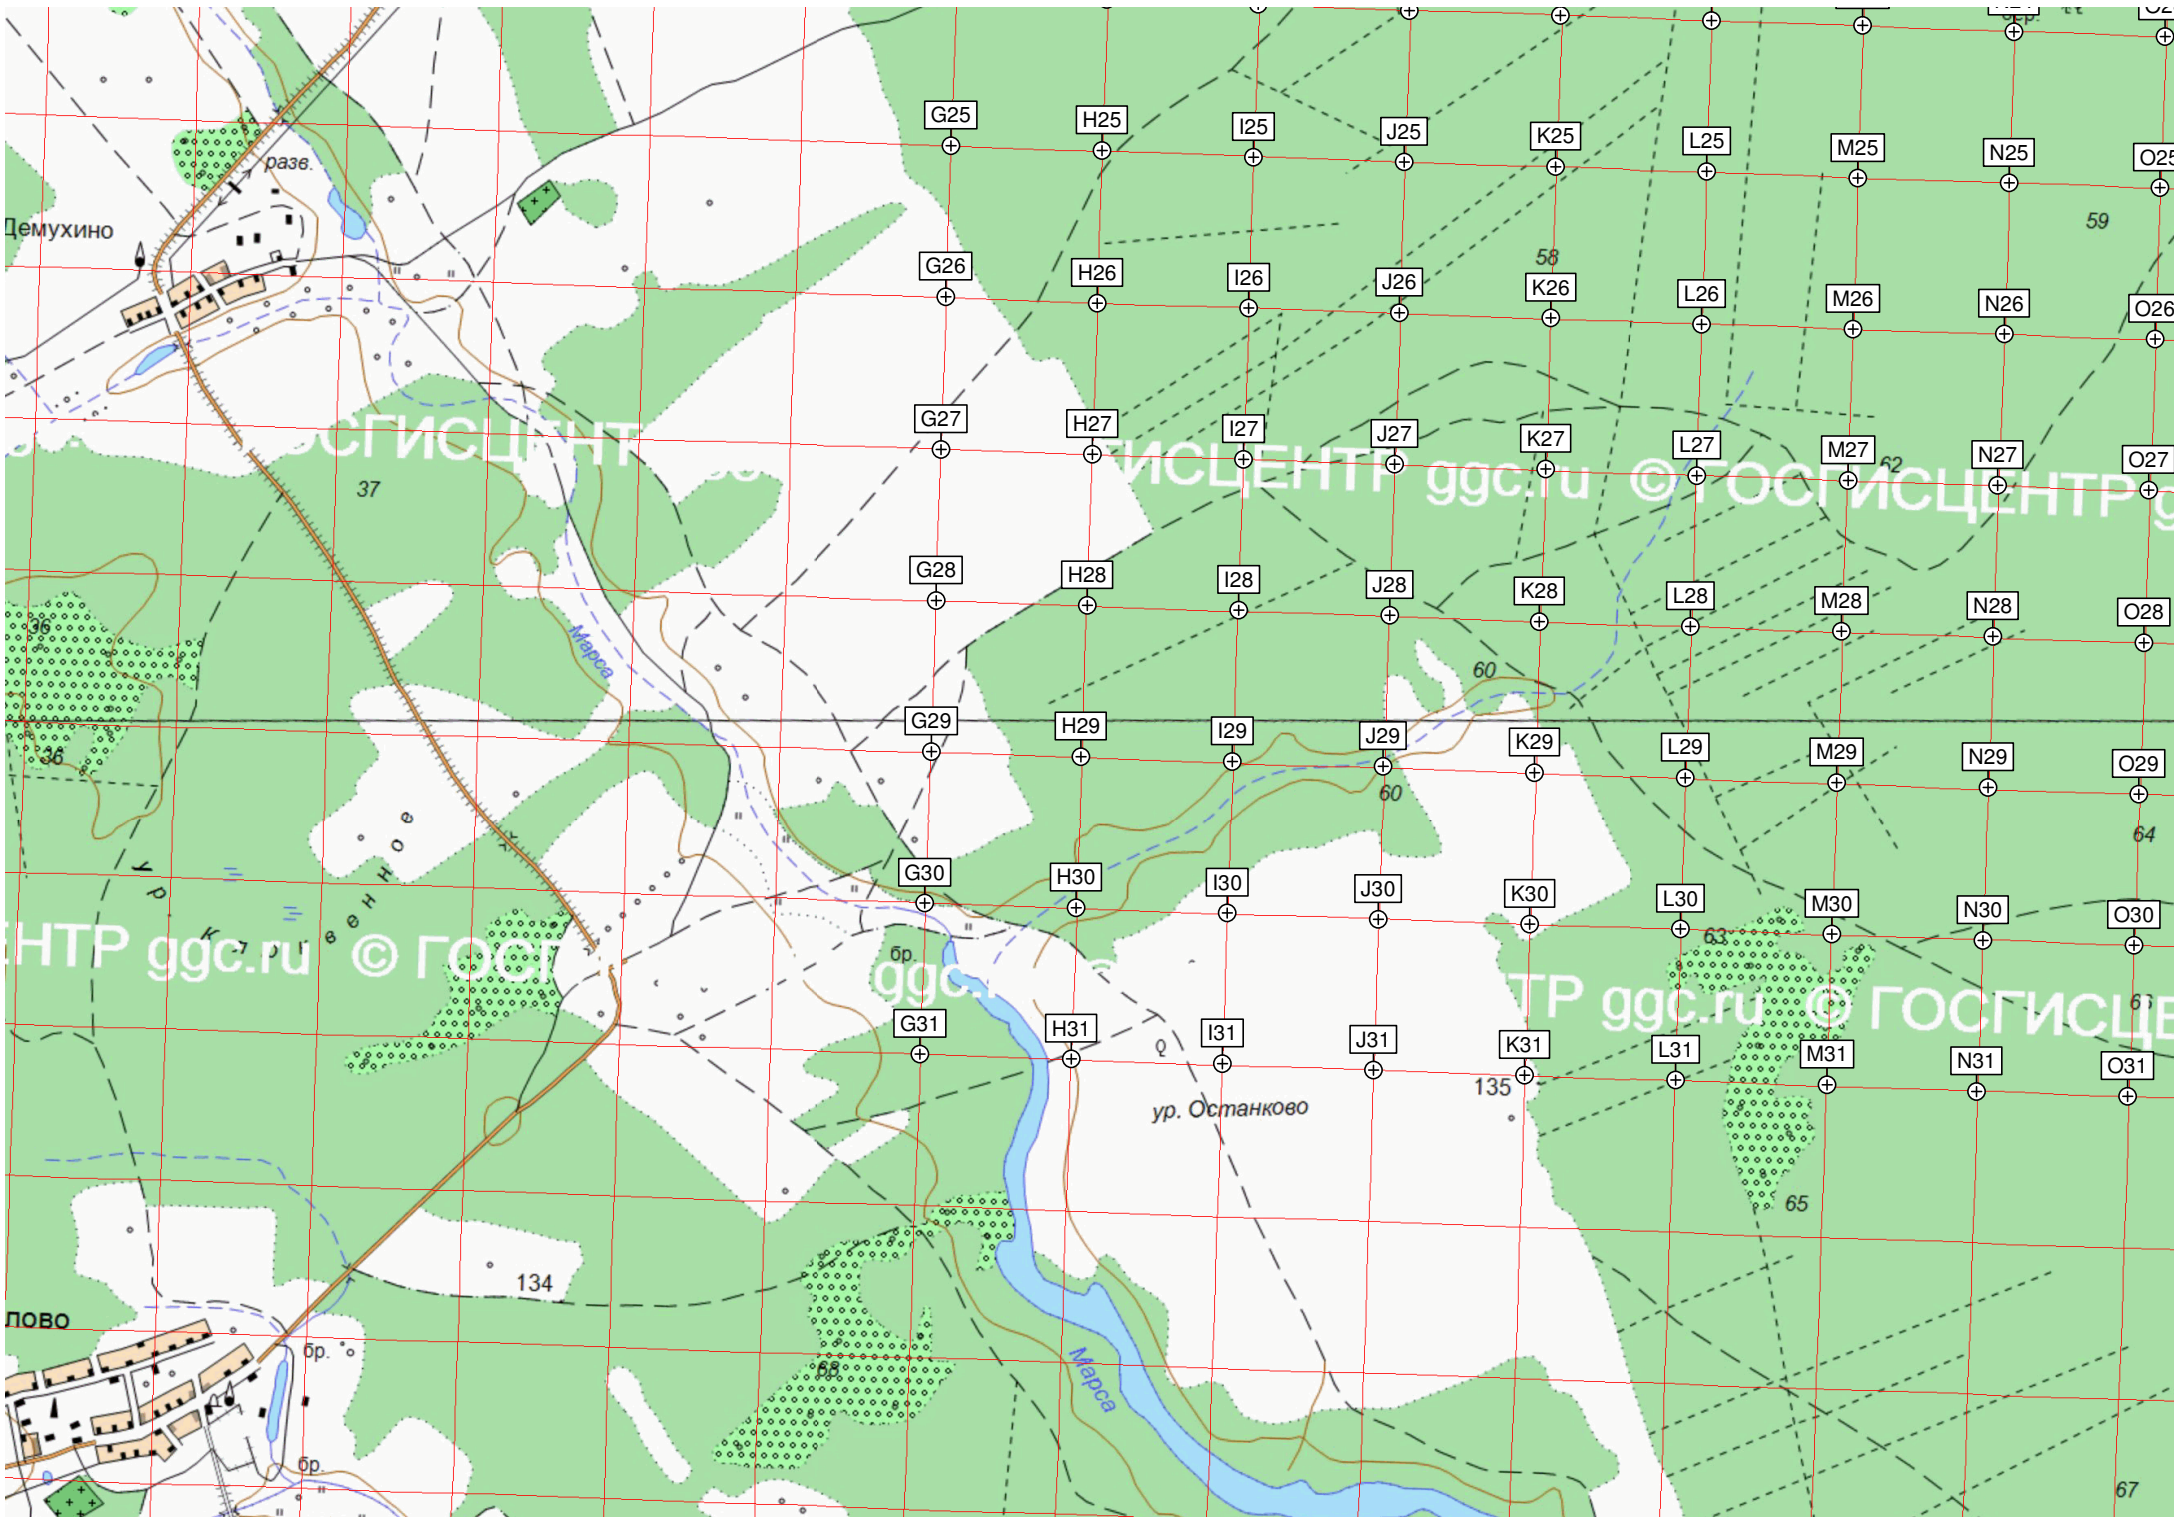 G25 H25 I25 J25 K25 L25 M25 N25 O25
разв.
59
Демухино
58
G26 H26 I26 J26 K26 L26 M26 N26 O26
G27 H27 I27 J27 K27 L27 M27 N27 O27
62
ГИСЦЕНТР ggc.ru © ГОСГИСЦЕНТР
37
G28 H28 I28 J28 K28 L28 M28 N28 O28
36
Марса
60
G29 H29 I29 J29 K29 L29 M29 N29 O29
36
60
64
ур. Клюквенное
G30 H30 I30 J30 K30 L30 M30 N30 O30
63
бр.
ЕНТР ggc.ru © ГОСГ
ggc.r
ТР ggc.ru © ГОСГИСЦЕ
66
G31 H31 I31 J31 K31 L31 M31 N31 O31
135
ур. Останково
65
134
лово
бр.
68
Марса
бр.
67